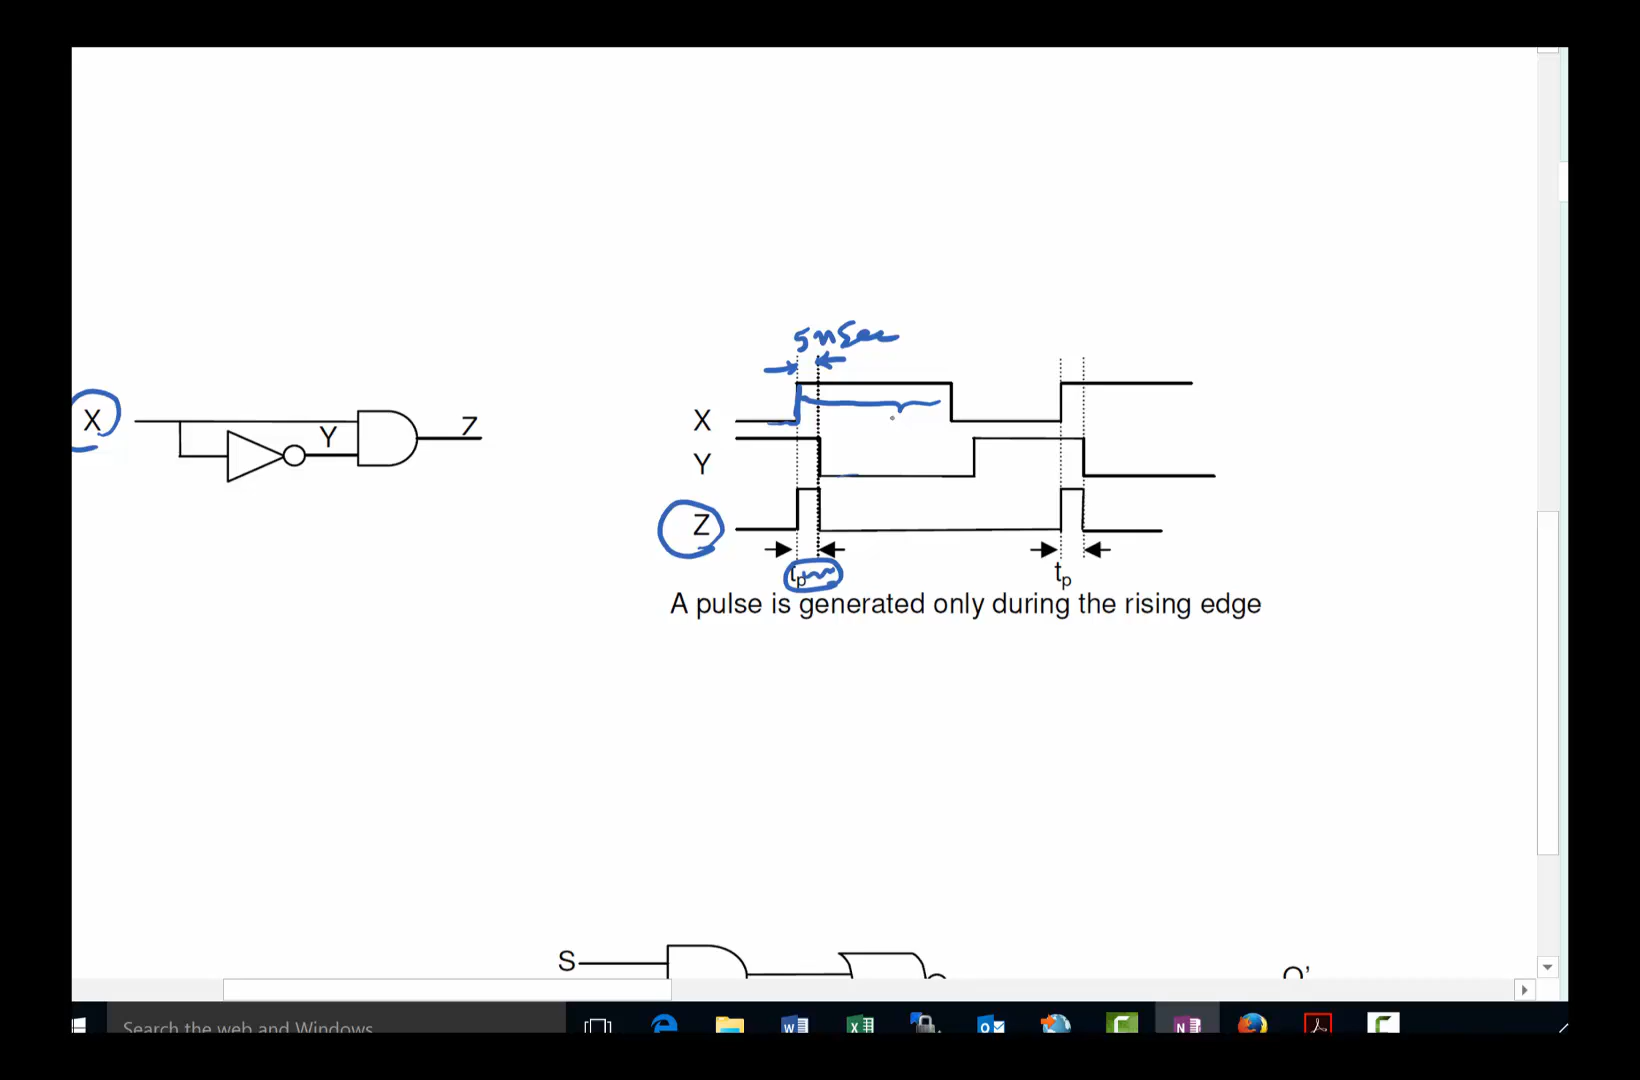 5nSec
X
Y
Z
X
Y
Z
tp
tp
A pulse is generated only during the rising edge
S
Q'
Search the web and Windows